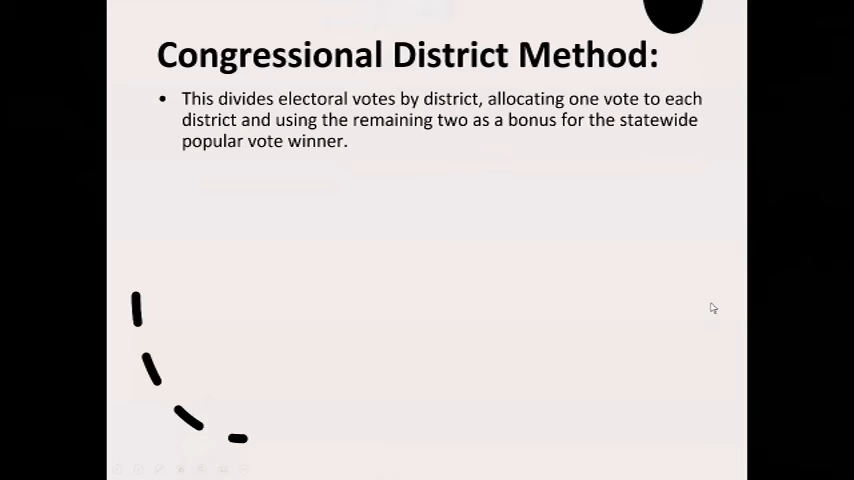 Congressional District Method:
• This divides electoral votes by district, allocating one vote to each
district and using the remaining two as a bonus for the statewide
popular vote winner.